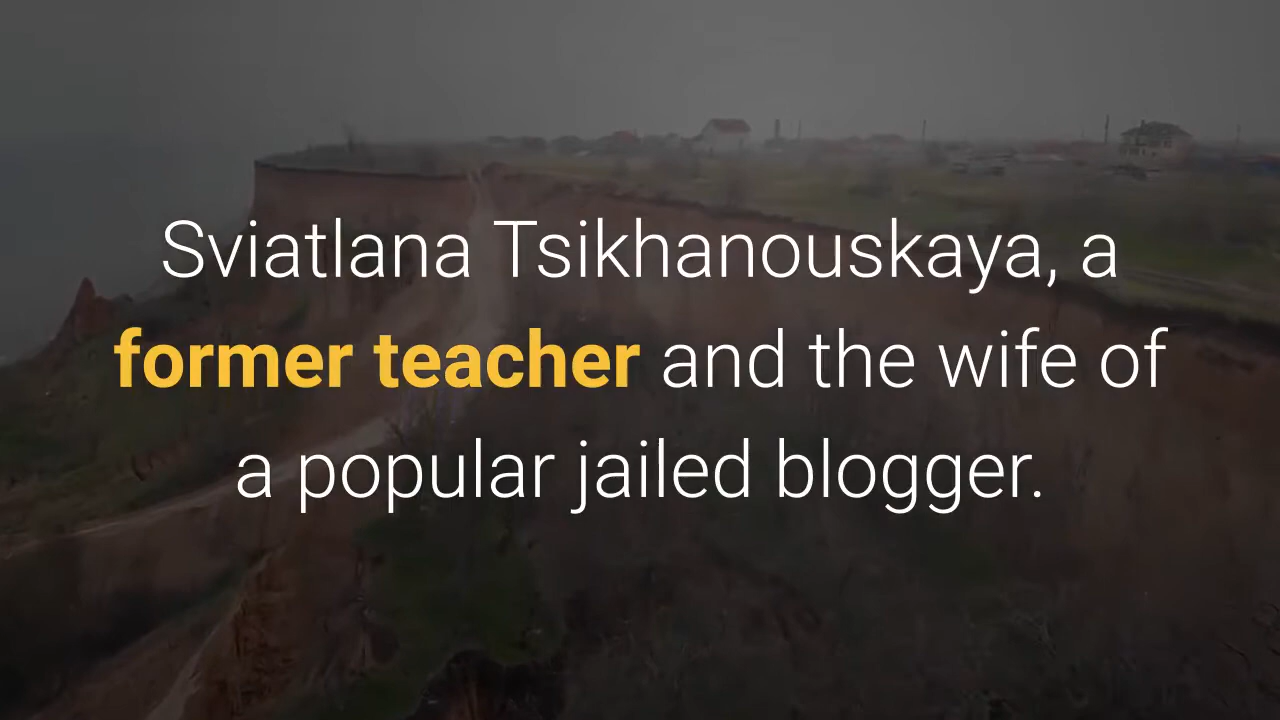 Sviatlana Tsikhanouskaya, a
former teacher and the wife of
a popular jailed blogger.